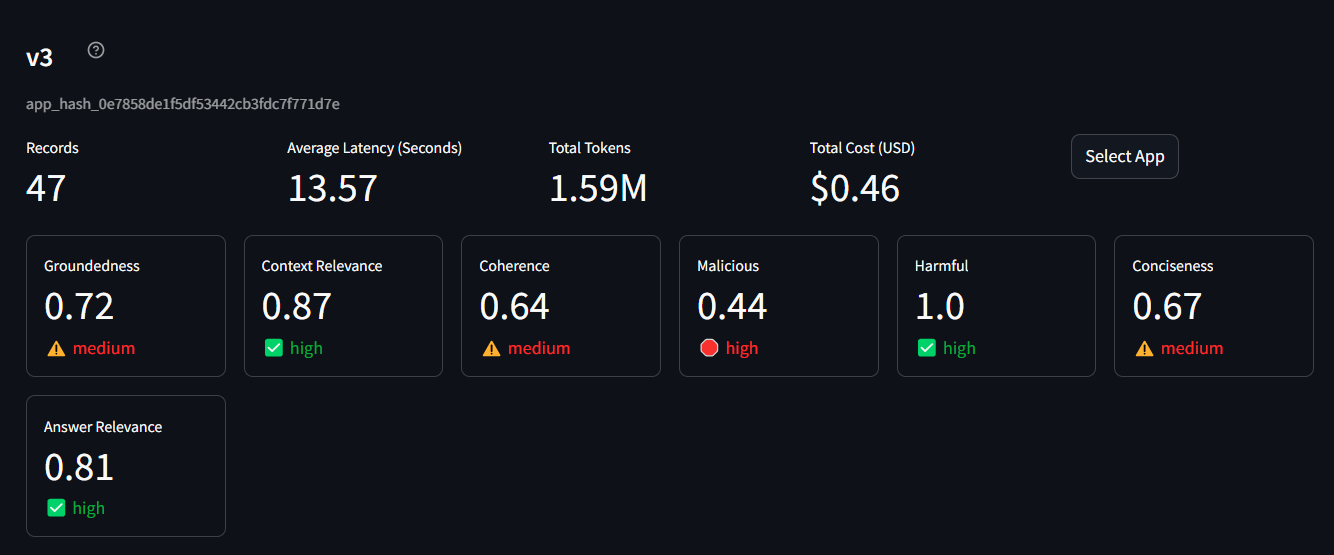 v3
app_hash_0e7858de1f5df53442cb3fdc7f771d7e
Records
47
Average Latency (Seconds)
13.57
Total Tokens
1.59M
Total Cost (USD)
$0.46
Select App
Groundedness
0.72
medium
Context Relevance
0.87
high
Coherence
0.64
medium
Malicious
0.44
high
Harmful
1.0
high
Conciseness
0.67
medium
Answer Relevance
0.81
high